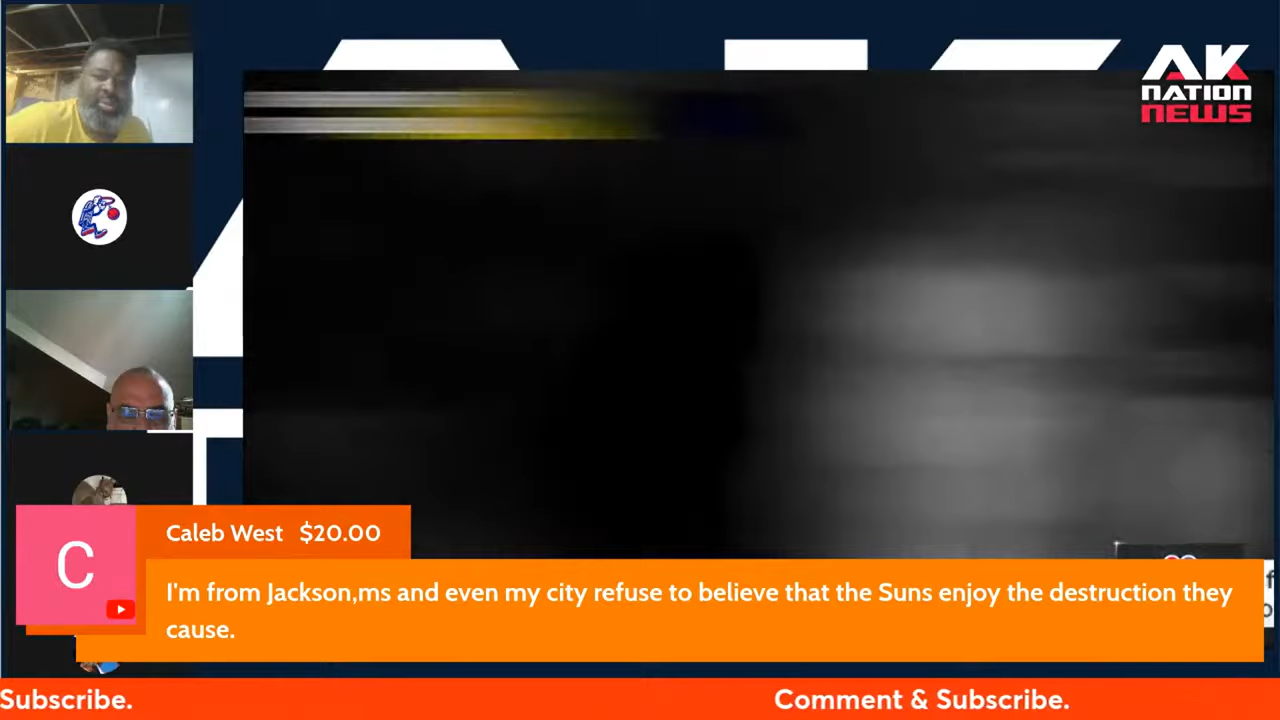 AK
NATION
NEWS
C
Caleb West $20.00
I'm from Jackson,ms and even my city refuse to believe that the Suns enjoy the destruction they
cause.
Subscribe.
Comment & Subscribe.